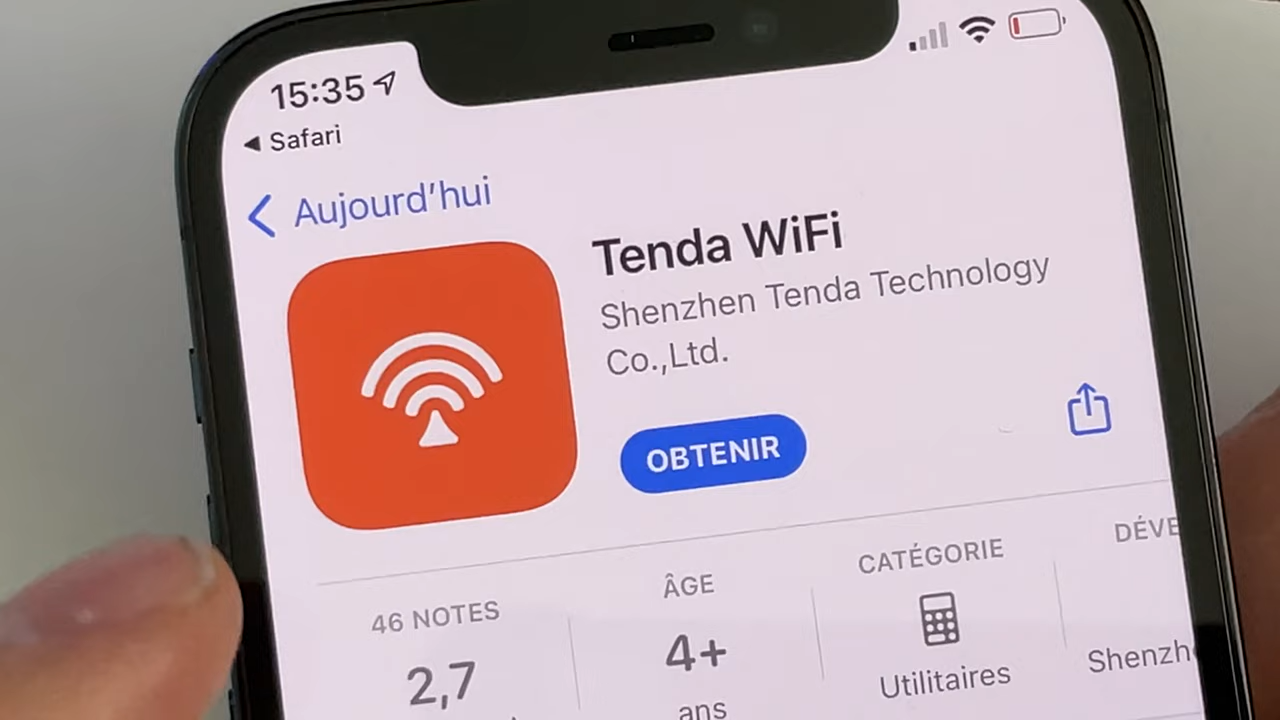 15:35
◀ Safari
Aujourd'hui
Tenda WiFi
Shenzhen Tenda Technology
Co.,Ltd.
OBTENIR
46 NOTES
2,7
ÂGE
4+
ans
CATÉGORIE
Utilitaires
DÉVE
Shenzh